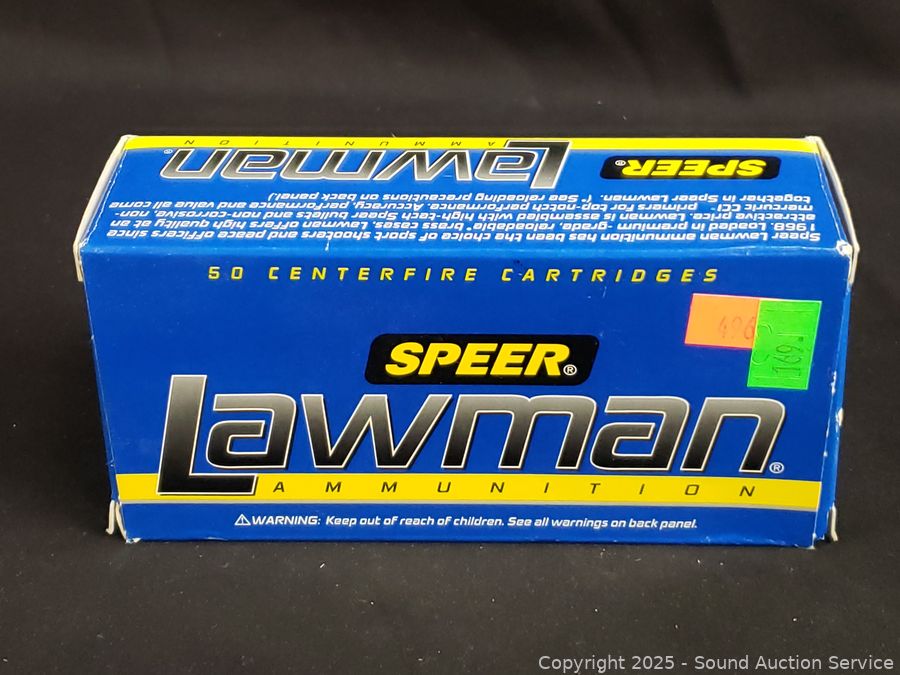 SPEER®
Lawman®
AMMUNITION
Speer Lawman ammunition has been the choice of sport shooters and peace officers since
1968. Loaded in premium -grade, reloadable* brass cases, Lawman offers high quality at an
attractive price. Lawman is assembled with high-tech Speer bullets and non-corrosive, non-
mercuric CCI® primers for top-notch performance. Accuracy, performance and value all come
together in Speer Lawman. (* See reloading precautions on back panel.)
50 CENTERFIRE CARTRIDGES
SPEER®
Lawman®
AMMUNITION
⚠WARNING: Keep out of reach of children. See all warnings on back panel.
Copyright © 2025 - Sound Auction Service